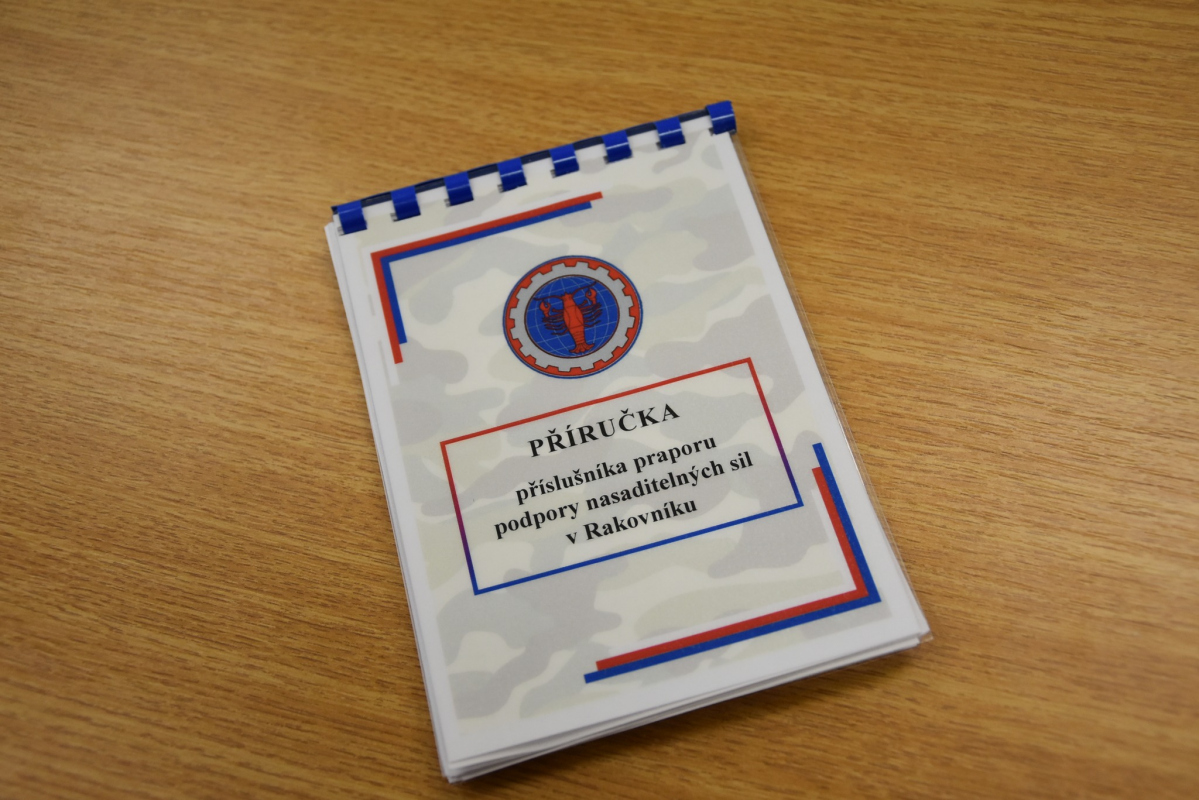 PŘÍRUČKA
příslušníka praporu
podpory nasaditelných sil
v Rakovníku